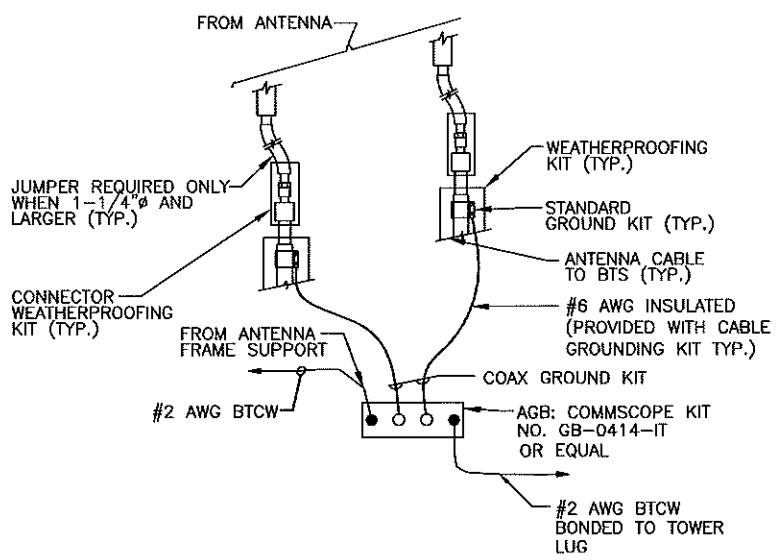 FROM ANTENNA
WEATHERPROOFING
KIT (TYP.)
JUMPER REQUIRED ONLY
WHEN 1-1/4"ø AND
LARGER (TYP.)
STANDARD
GROUND KIT (TYP.)
ANTENNA CABLE
TO BTS (TYP.)
CONNECTOR
WEATHERPROOFING
KIT (TYP.)
#6 AWG INSULATED
(PROVIDED WITH CABLE
GROUNDING KIT TYP.)
FROM ANTENNA
FRAME SUPPORT
COAX GROUND KIT
#2 AWG BTCW
AGB: COMMSCOPE KIT
NO. GB-0414-IT
OR EQUAL
#2 AWG BTCW
BONDED TO TOWER
LUG